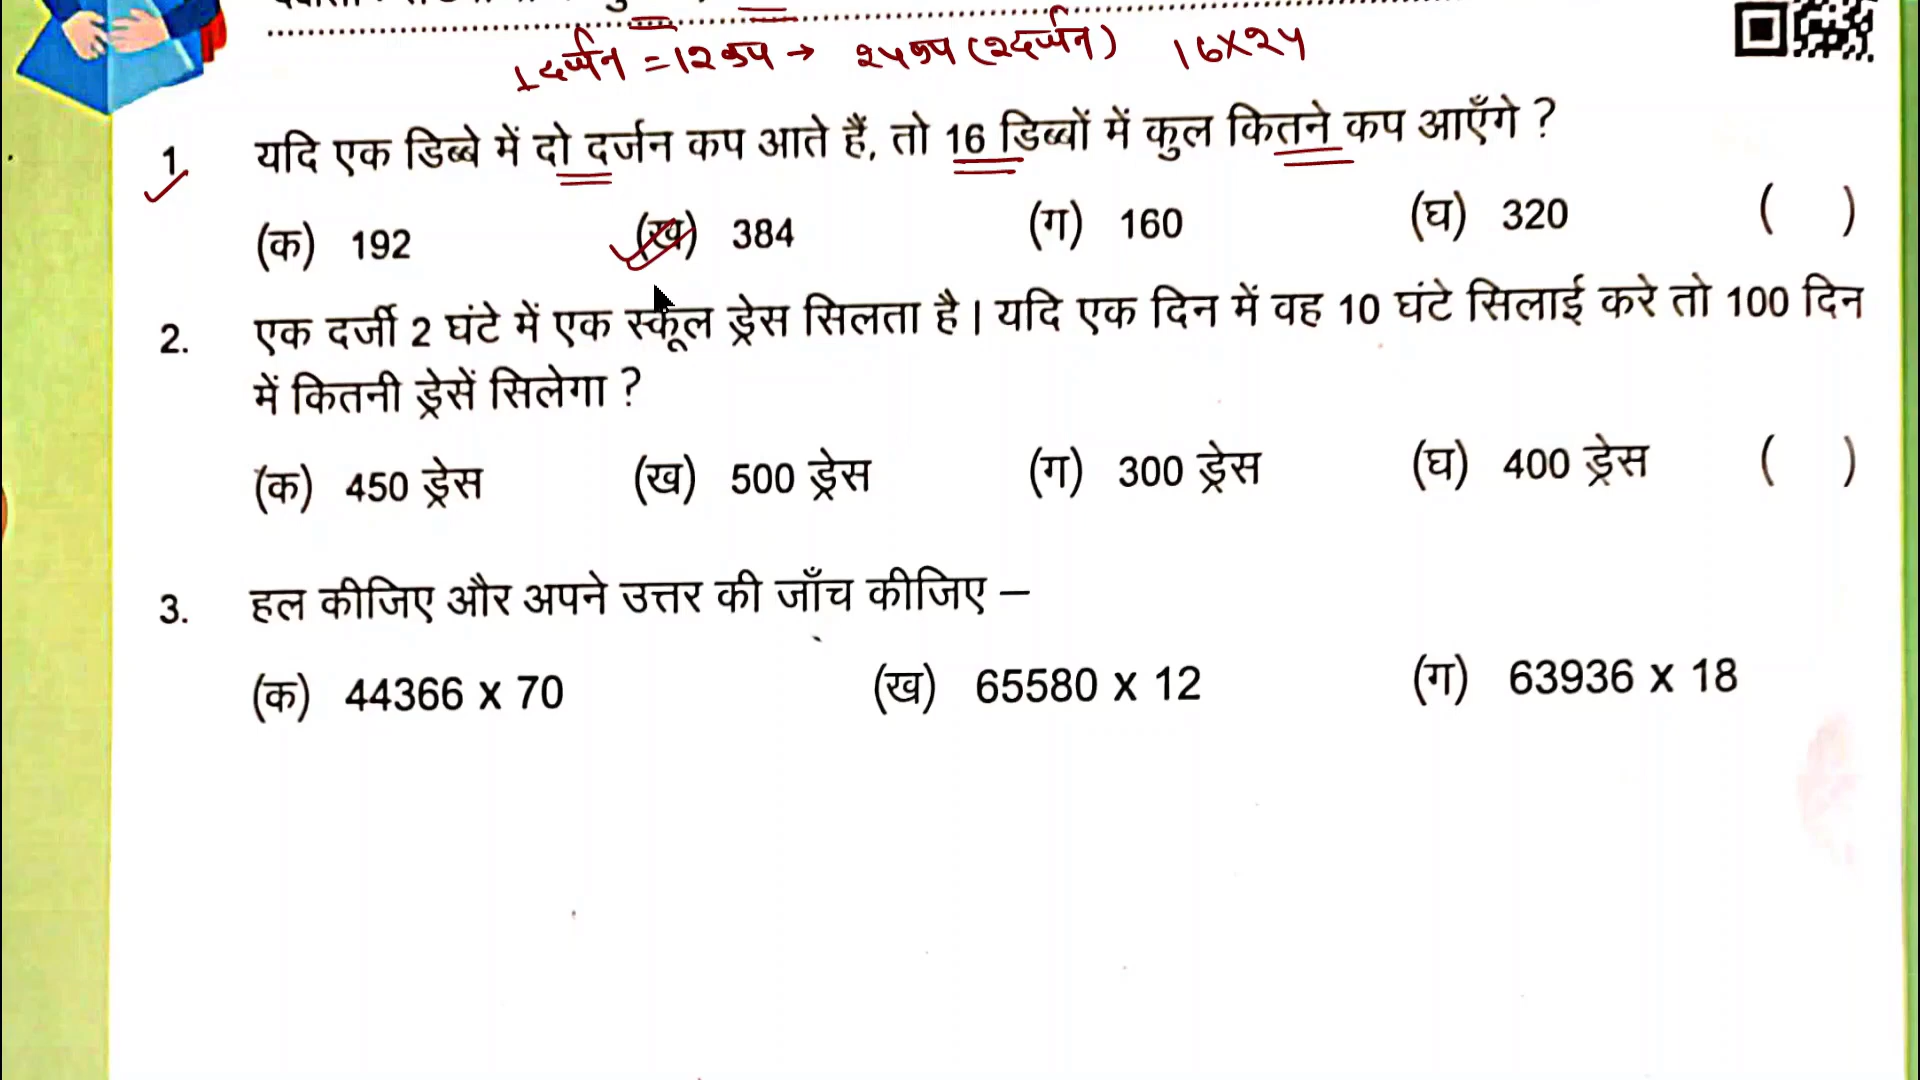 1 दर्जन = 12 कप → 24 कप (2 दर्जन) 16X24
1. यदि एक डिब्बे में दो दर्जन कप आते हैं, तो 16 डिब्बों में कुल कितने कप आएँगे ?
(क) 192 (ख) 384 (ग) 160 (घ) 320 ( )
2. एक दर्जी 2 घंटे में एक स्कूल ड्रेस सिलता है। यदि एक दिन में वह 10 घंटे सिलाई करे तो 100 दिन
में कितनी ड्रेसें सिलेगा ?
(क) 450 ड्रेस (ख) 500 ड्रेस (ग) 300 ड्रेस (घ) 400 ड्रेस ( )
3. हल कीजिए और अपने उत्तर की जाँच कीजिए –
(क) 44366 x 70 (ख) 65580 x 12 (ग) 63936 x 18